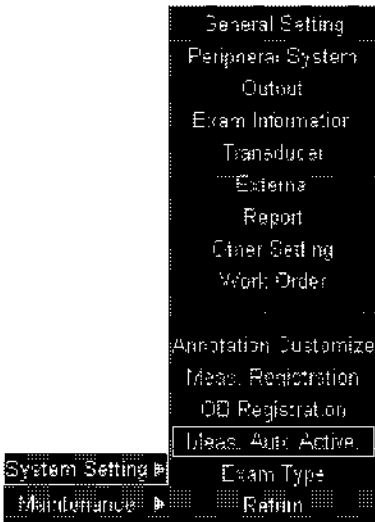 General Setting
Peripheral System
Output
Exam Information
Transducer
External
Report
Other Setting
Work Order
Annotation Customize
Meas. Registration
OB Registration
Meas. Auto Active.
System Setting
Exam Type
Maintenance
Return